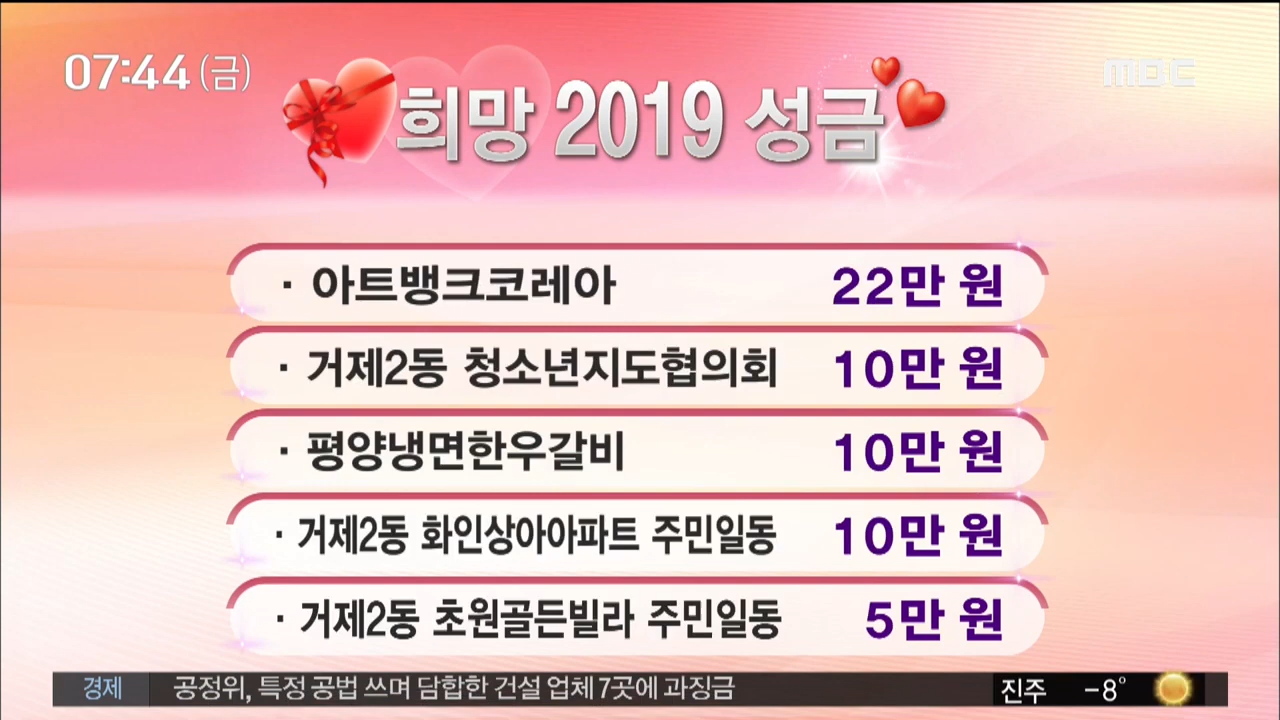 07:44 (금)
MBC
희망 2019 성금
· 아트뱅크코레아 22만 원
· 거제2동 청소년지도협의회 10만 원
· 평양냉면한우갈비 10만 원
· 거제2동 화인상아아파트 주민일동 10만 원
· 거제2동 초원골든빌라 주민일동 5만 원
경제 공정위, 특정 공법 쓰며 담합한 건설 업체 7곳에 과징금 진주 -8°